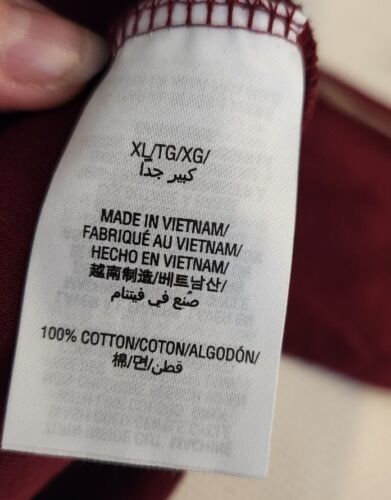 XL/TG/XG/
كبير جداً
MADE IN VIETNAM/
FABRIQUÉ AU VIETNAM/
HECHO EN VIETNAM/
越南制造/베트남산/
صُنع في فيتنام
100% COTTON/COTON/ALGODÓN/
棉/면/قطن/